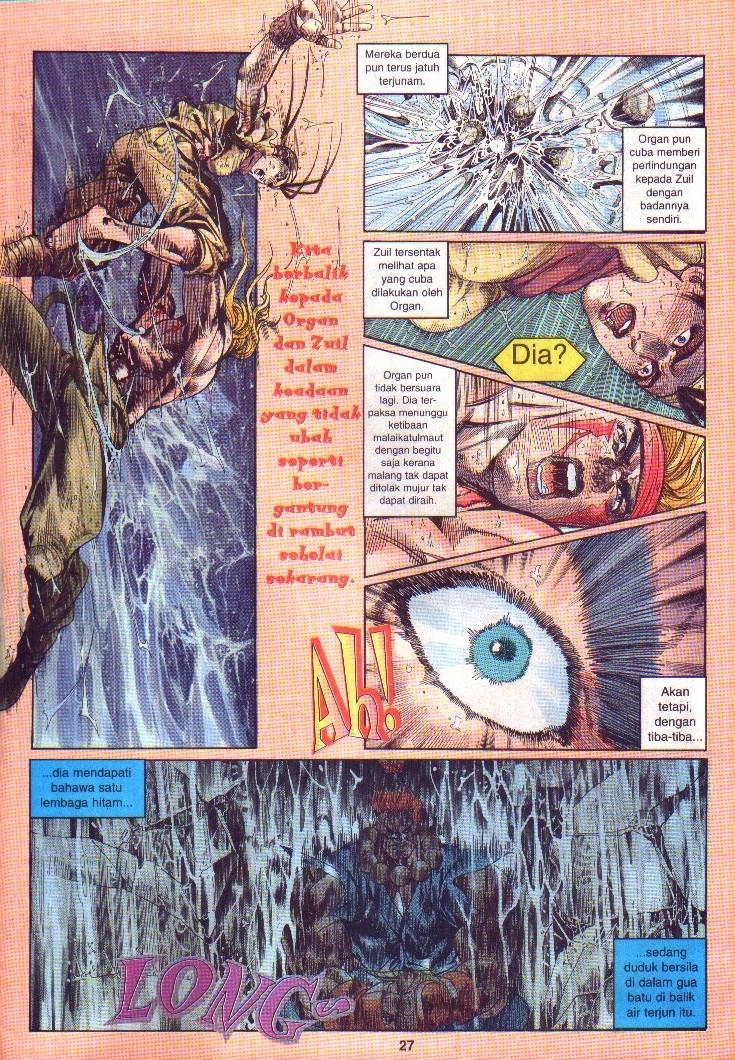 Kita
berbalik
kepada
Organ
dan Zuil
dalam
keadaan
yang tidak
ubah
seperti
ber-
gantung
di rambut
sehelai
sekarang.
Mereka berdua
pun terus jatuh
terjunam.
Organ pun
cuba memberi
perlindungan
kepada Zuil
dengan
badannya
sendiri.
Zuil tersentak
melihat apa
yang cuba
dilakukan oleh
Organ.
Dia?
Organ pun
tidak bersuara
lagi. Dia ter-
paksa menunggu
ketibaan
malaikatulmaut
dengan begitu
saja kerana
malang tak dapat
ditolak mujur tak
dapat diraih.
Ah!
Akan
tetapi,
dengan
tiba-tiba...
...dia mendapati
bahawa satu
lembaga hitam...
LONG
...sedang
duduk bersila
di dalam gua
batu di balik
air terjun itu.
27